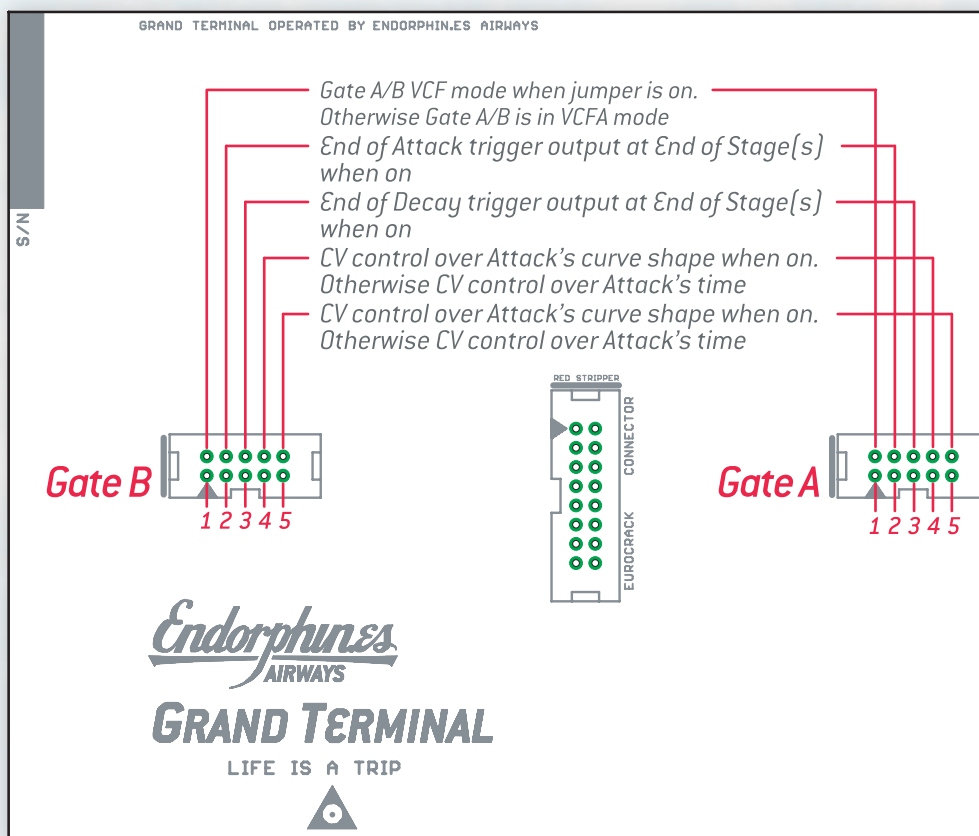 GRAND TERMINAL OPERATED BY ENDORPHIN.ES AIRWAYS
S/N
Gate A/B VCF mode when jumper is on.
Otherwise Gate A/B is in VCFA mode
End of Attack trigger output at End of Stage(s)
when on
End of Decay trigger output at End of Stage(s)
when on
CV control over Attack's curve shape when on.
Otherwise CV control over Attack's time
CV control over Attack's curve shape when on.
Otherwise CV control over Attack's time
RED STRIPPER
EUROCRACK CONNECTOR
Gate B
1 2 3 4 5
Gate A
1 2 3 4 5
Endorphin.es
AIRWAYS
GRAND TERMINAL
LIFE IS A TRIP